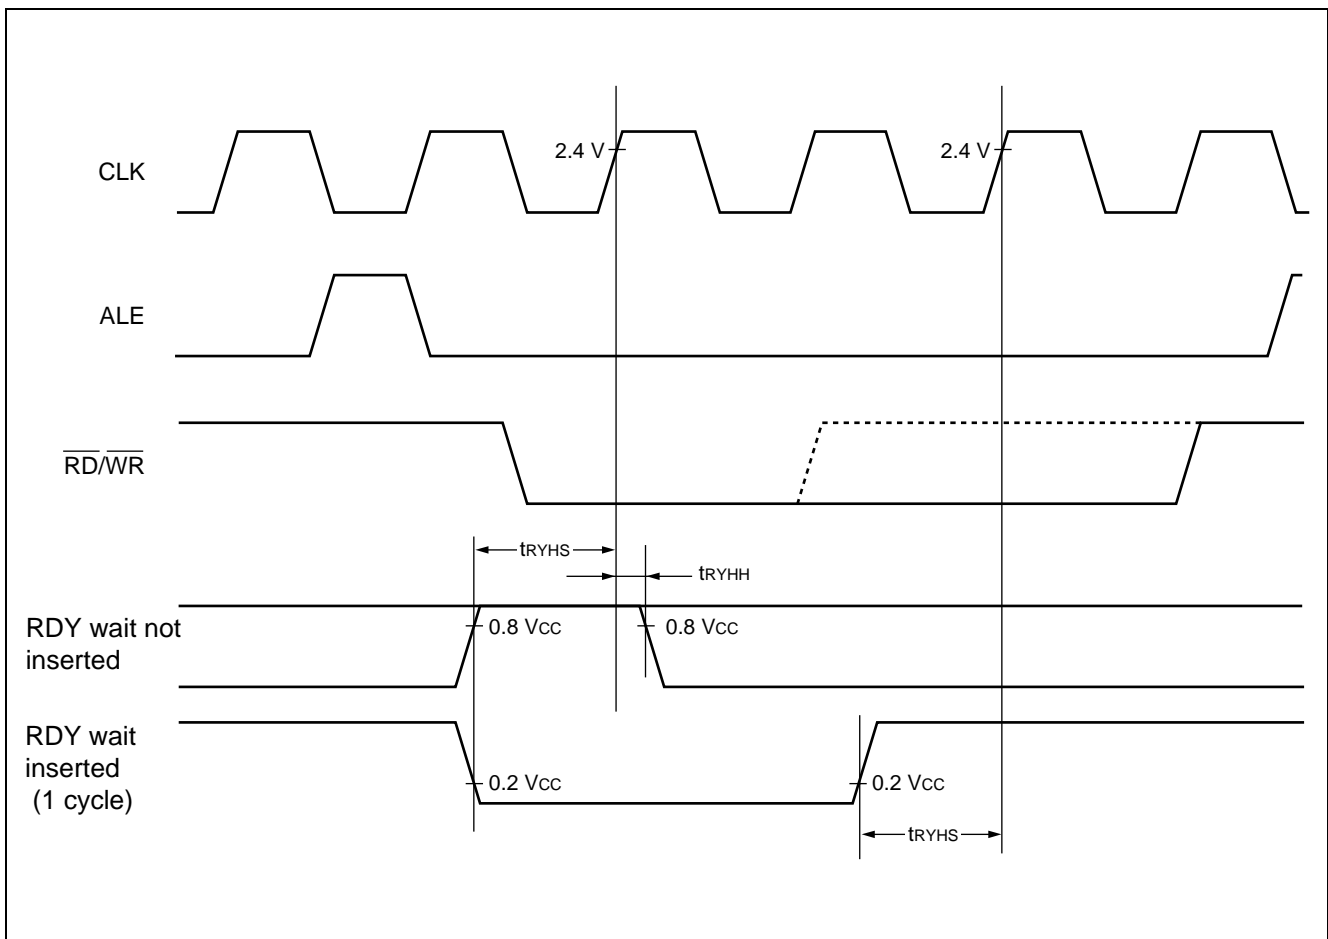 2.4 V
2.4 V
CLK
ALE
RD/WR
tRYHS
tRYHH
RDY wait not
inserted
0.8 VCC
0.8 VCC
RDY wait
inserted
(1 cycle)
0.2 VCC
0.2 VCC
tRYHS